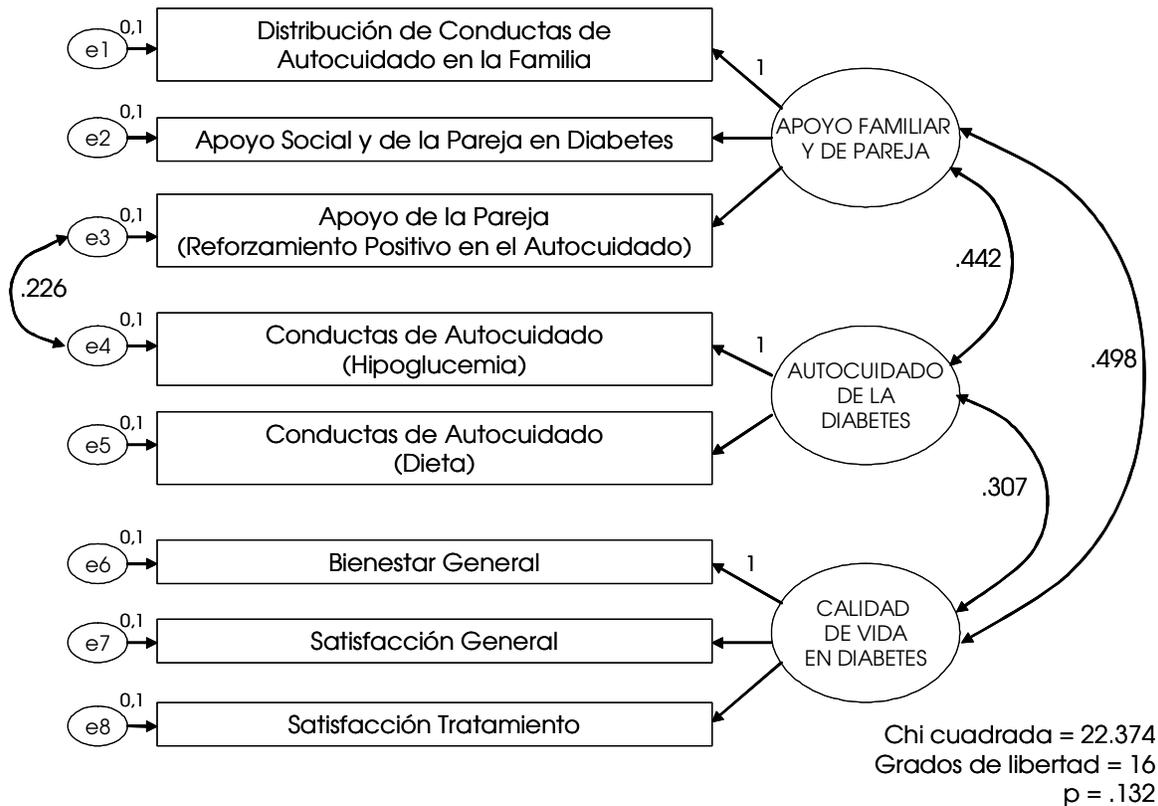 0,1
e1
Distribución de Conductas de
Autocuidado en la Familia
1
0,1
e2
Apoyo Social y de la Pareja en Diabetes
APOYO FAMILIAR
Y DE PAREJA
0,1
e3
Apoyo de la Pareja
(Reforzamiento Positivo en el Autocuidado)
.442
.226
0,1
e4
Conductas de Autocuidado
(Hipoglucemia)
1
AUTOCUIDADO
DE LA
DIABETES
.498
0,1
e5
Conductas de Autocuidado
(Dieta)
.307
0,1
e6
Bienestar General
1
0,1
e7
Satisfacción General
CALIDAD
DE VIDA
EN DIABETES
0,1
e8
Satisfacción Tratamiento
Chi cuadrada = 22.374
Grados de libertad = 16
p = .132